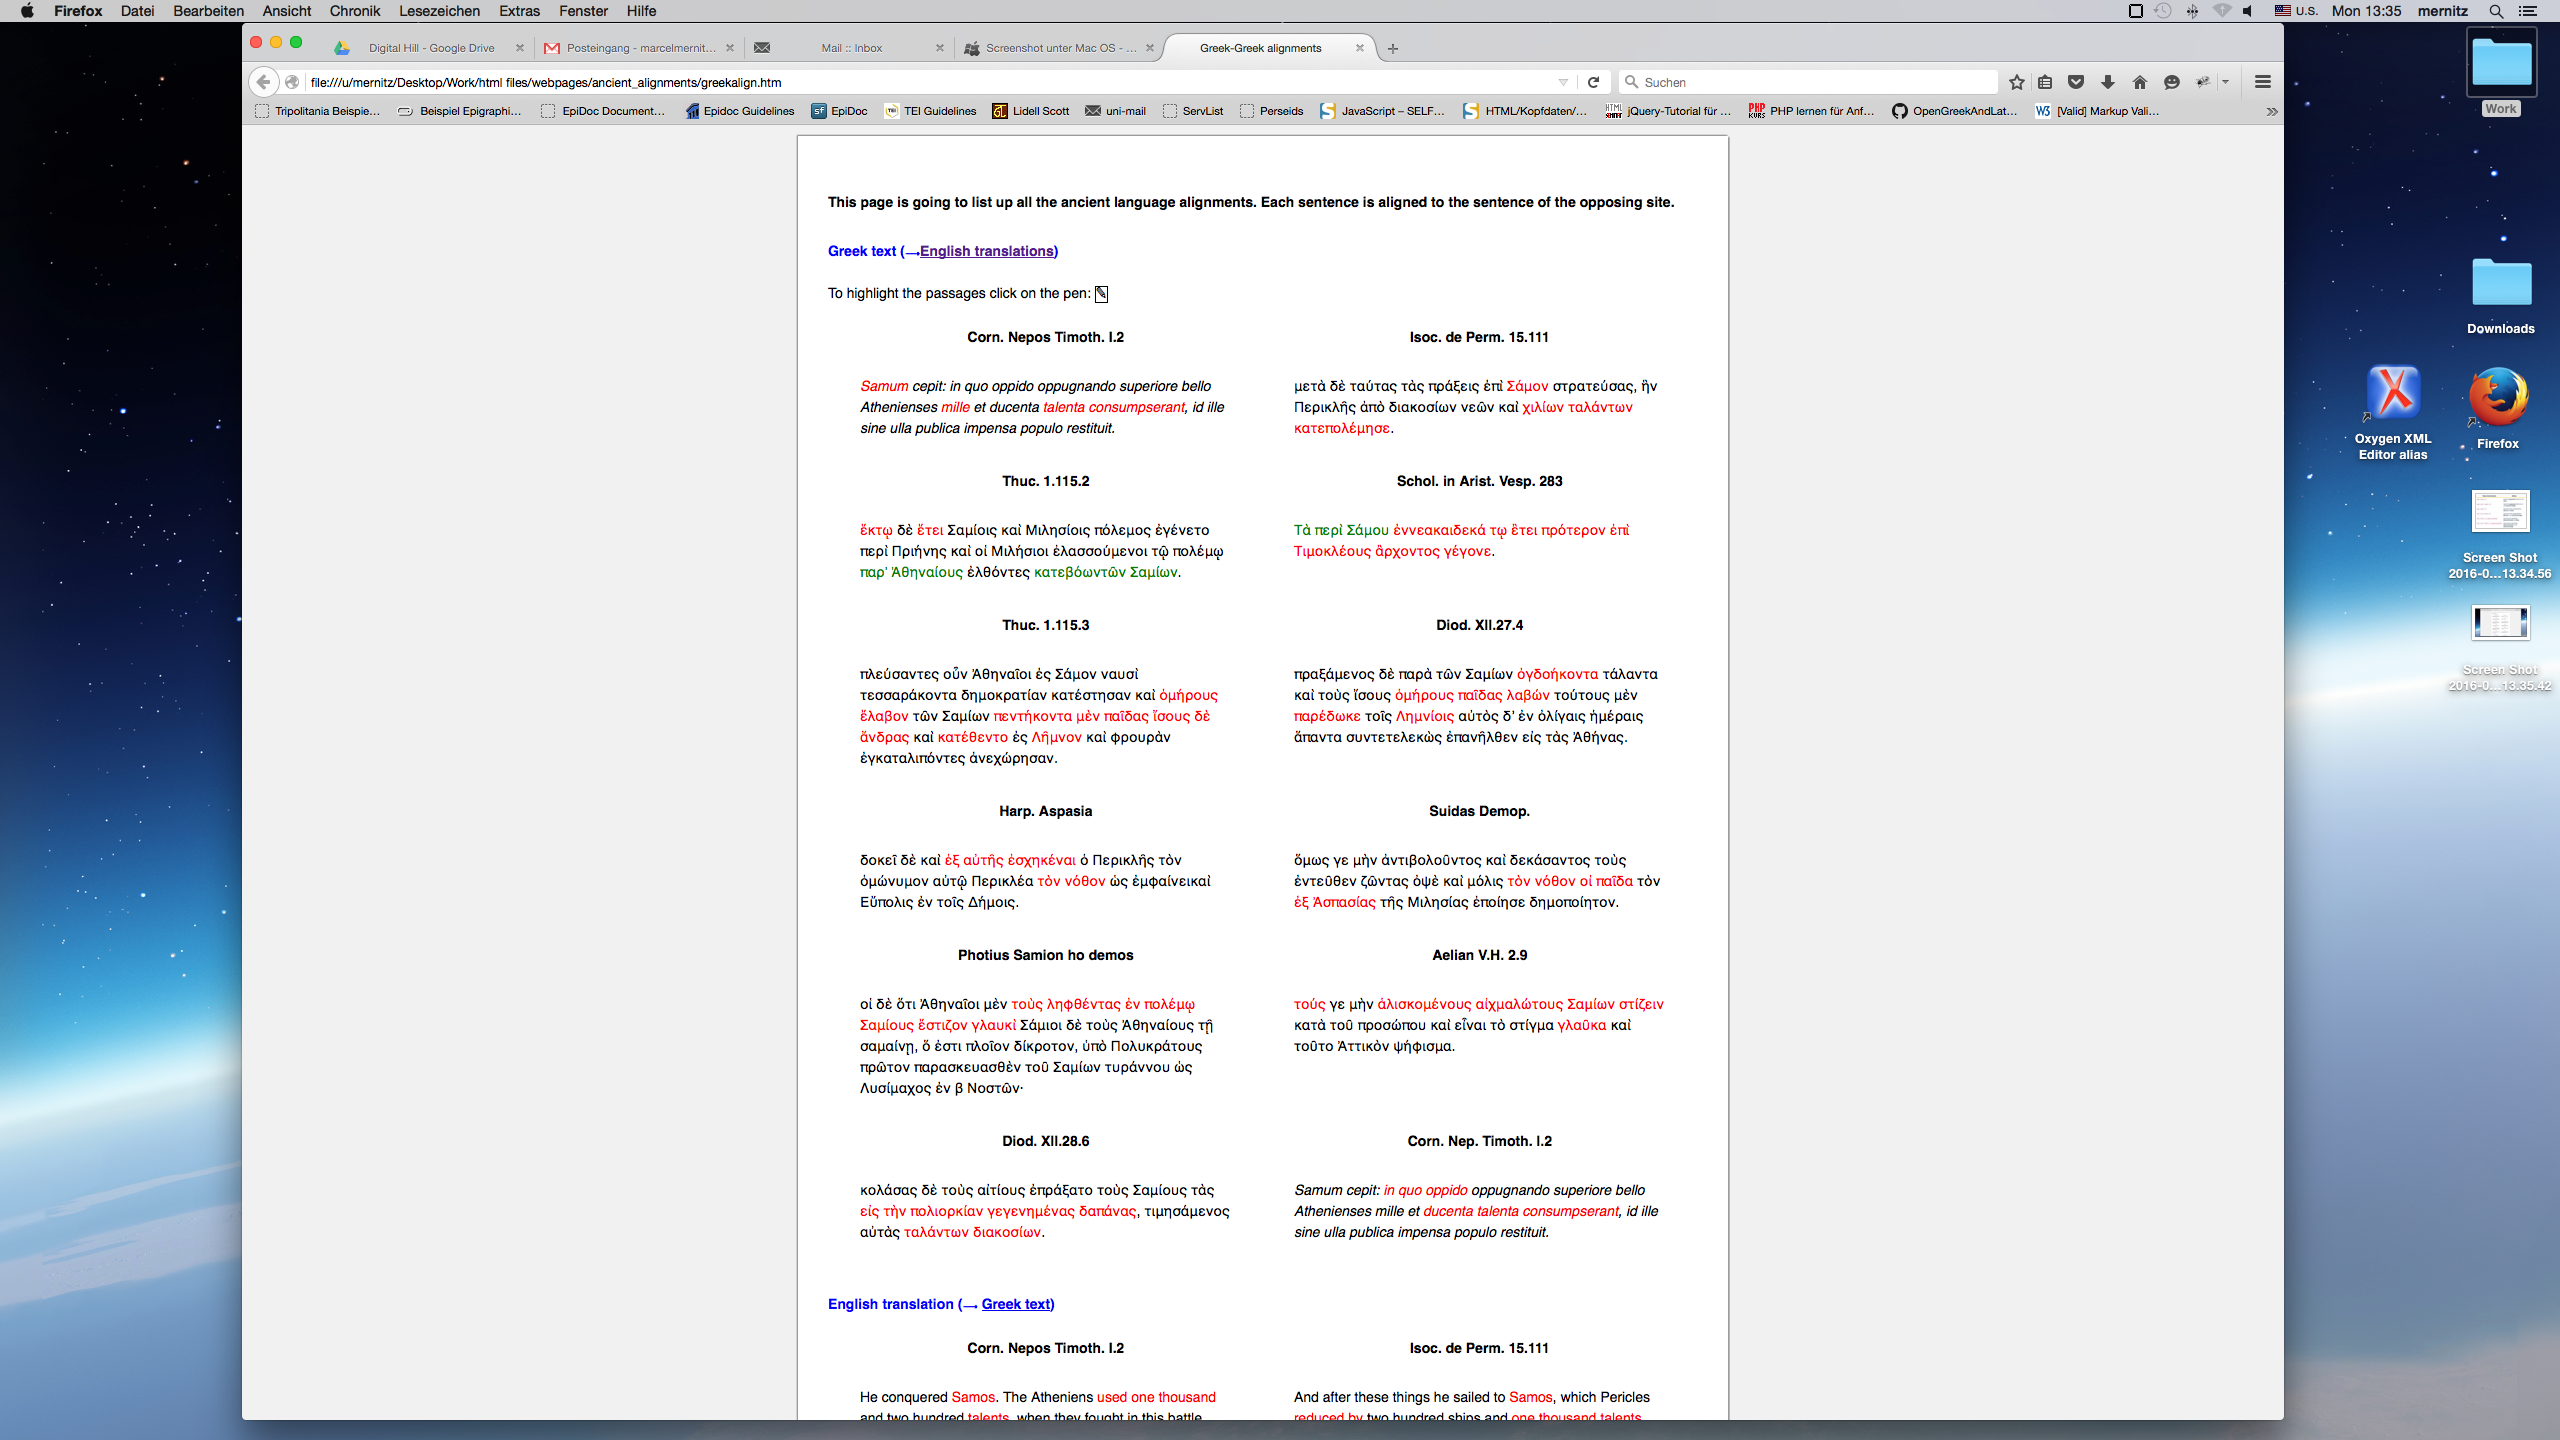 Firefox Datei Bearbeiten Ansicht Chronik Lesezeichen Extras Fenster Hilfe U.S. Mon 13:35 mernitz
Digital Hill - Google Drive Posteingang - marcelmernit... Mail :: Inbox Screenshot unter Mac OS - ... Greek-Greek alignments
file:///u/mernitz/Desktop/Work/html files/webpages/ancient_alignments/greekalign.htm Suchen
Tripolitania Beispie... Beispiel Epigraphi... EpiDoc Document... Epidoc Guidelines EpiDoc TEI Guidelines Lidell Scott uni-mail ServList Perseids JavaScript – SELF... HTML/Kopfdaten/... jQuery-Tutorial für ... PHP lernen für Anf... OpenGreekAndLat... [Valid] Markup Vali...
This page is going to list up all the ancient language alignments. Each sentence is aligned to the sentence of the opposing site.
Greek text (→English translations)
To highlight the passages click on the pen: ✎
Corn. Nepos Timoth. I.2
Samum cepit: in quo oppido oppugnando superiore bello
Athenienses mille et ducenta talenta consumpserant, id ille
sine ulla publica impensa populo restituit.
Isoc. de Perm. 15.111
μετὰ δὲ ταύτας τὰς πράξεις ἐπὶ Σάμον στρατεύσας, ἣν
Περικλῆς ἀπὸ διακοσίων νεῶν καὶ χιλίων ταλάντων
κατεπολέμησε.
Thuc. 1.115.2
ἕκτῳ δὲ ἔτει Σαμίοις καὶ Μιλησίοις πόλεμος ἐγένετο
περὶ Πριήνης καὶ οἱ Μιλήσιοι ἐλασσούμενοι τῷ πολέμῳ
παρ' Ἀθηναίους ἐλθόντες κατεβόωντῶν Σαμίων.
Schol. in Arist. Vesp. 283
Τὰ περὶ Σάμου ἐννεακαιδεκά τῳ ἒτει πρότερον ἐπὶ
Τιμοκλέους ἂρχοντος γέγονε.
Thuc. 1.115.3
πλεύσαντες οὖν Ἀθηναῖοι ἐς Σάμον ναυσὶ
τεσσαράκοντα δημοκρατίαν κατέστησαν καὶ ὁμήρους
ἔλαβον τῶν Σαμίων πεντήκοντα μὲν παῖδας ἴσους δὲ
ἄνδρας καὶ κατέθεντο ἐς Λῆμνον καὶ φρουρὰν
ἐγκαταλιπόντες ἀνεχώρησαν.
Diod. XII.27.4
πραξάμενος δὲ παρὰ τῶν Σαμίων ὀγδοήκοντα τάλαντα
καὶ τοὺς ἴσους ὁμήρους παῖδας λαβών τούτους μὲν
παρέδωκε τοῖς Λημνίοις αὐτὸς δ’ ἐν ὀλίγαις ἡμέραις
ἅπαντα συντετελεκὼς ἐπανῆλθεν εἰς τὰς Ἀθήνας.
Harp. Aspasia
δοκεῖ δὲ καὶ ἐξ αὐτῆς ἐσχηκέναι ὁ Περικλῆς τὸν
ὁμώνυμον αὐτῷ Περικλέα τὸν νόθον ὡς ἐμφαίνεικαὶ
Εὔπολις ἐν τοῖς Δήμοις.
Suidas Demop.
ὅμως γε μὴν ἀντιβολοῦντος καὶ δεκάσαντος τοὺς
ἐντεῦθεν ζῶντας ὀψὲ καὶ μόλις τὸν νόθον οἱ παῖδα τὸν
ἐξ Ἀσπασίας τῆς Μιλησίας ἐποίησε δημοποίητον.
Photius Samion ho demos
οἱ δὲ ὅτι Ἀθηναῖοι μὲν τοὺς ληφθέντας ἐν πολέμῳ
Σαμίους ἔστιζον γλαυκὶ Σάμιοι δὲ τοὺς Ἀθηναίους τῇ
σαμαίνῃ, ὅ ἐστι πλοῖον δίκροτον, ὑπὸ Πολυκράτους
πρῶτον παρασκευασθὲν τοῦ Σαμίων τυράννου ὡς
Λυσίμαχος ἐν β Νοστῶν·
Aelian V.H. 2.9
τούς γε μὴν ἁλισκομένους αἰχμαλώτους Σαμίων στίζειν
κατὰ τοῦ προσώπου καὶ εἶναι τὸ στίγμα γλαῦκα καὶ
τοῦτο Ἀττικὸν ψήφισμα.
Diod. XII.28.6
κολάσας δὲ τοὺς αἰτίους ἐπράξατο τοὺς Σαμίους τὰς
εἰς τὴν πολιορκίαν γεγενημένας δαπάνας, τιμησάμενος
αὐτὰς ταλάντων διακοσίων.
Corn. Nep. Timoth. I.2
Samum cepit: in quo oppido oppugnando superiore bello
Athenienses mille et ducenta talenta consumpserant, id ille
sine ulla publica impensa populo restituit.
English translation (→ Greek text)
Corn. Nepos Timoth. I.2
He conquered Samos. The Atheniens used one thousand
and two hundred talents, when they fought in this battle
Isoc. de Perm. 15.111
And after these things he sailed to Samos, which Pericles
reduced by two hundred ships and one thousand talents
Work
Downloads
Oxygen XML
Editor alias
Firefox
Screen Shot
2016-0...13.34.56
Screen Shot
2016-0...13.35.42